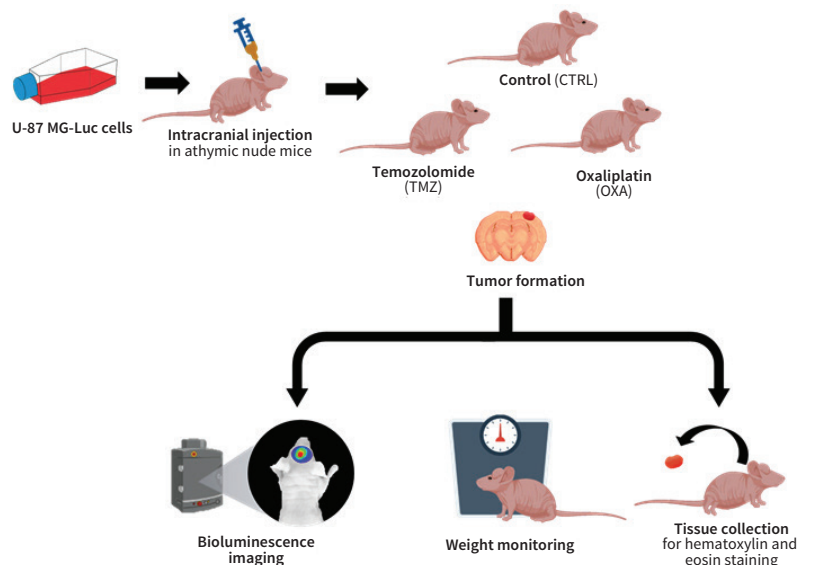 Control (CTRL)
U-87 MG-Luc cells
Intracranial injection
in athymic nude mice
Temozolomide
(TMZ)
Oxaliplatin
(OXA)
Tumor formation
Bioluminescence
imaging
Weight monitoring
Tissue collection
for hematoxylin and
eosin staining